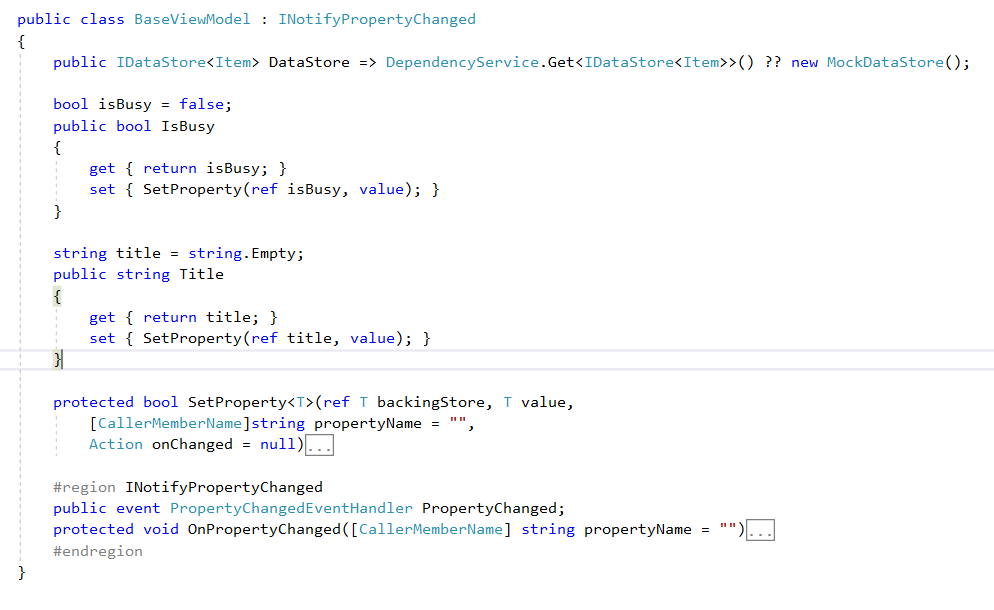 public class BaseViewModel : INotifyPropertyChanged
{
public IDataStore<Item> DataStore => DependencyService.Get<IDataStore<Item>>() ?? new MockDataStore();
bool isBusy = false;
public bool IsBusy
{
get { return isBusy; }
set { SetProperty(ref isBusy, value); }
}
string title = string.Empty;
public string Title
{
get { return title; }
set { SetProperty(ref title, value); }
}
protected bool SetProperty<T>(ref T backingStore, T value,
[CallerMemberName]string propertyName = "",
Action onChanged = null)...
#region INotifyPropertyChanged
public event PropertyChangedEventHandler PropertyChanged;
protected void OnPropertyChanged([CallerMemberName] string propertyName = "")...
#endregion
}